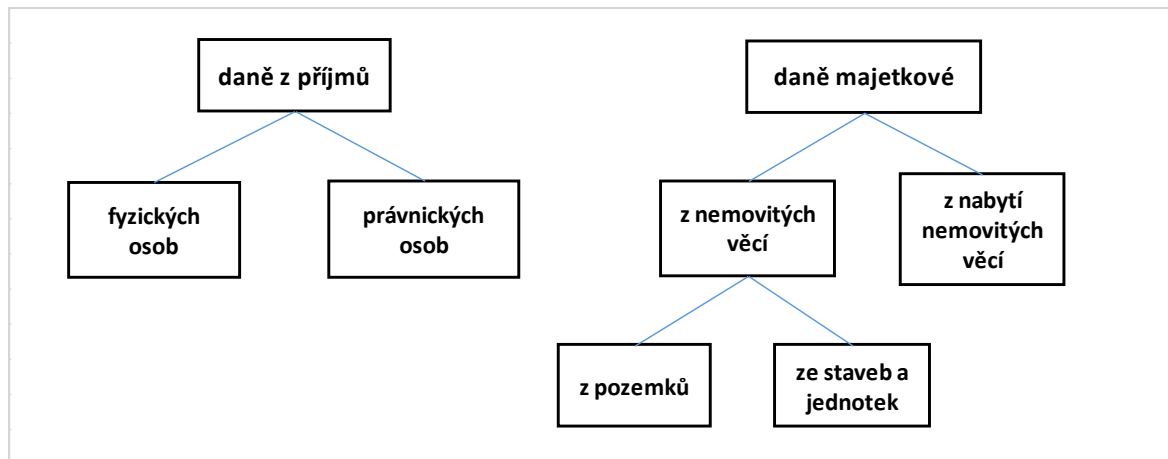 daně z příjmů
fyzických
osob
právnických
osob
daně majetkové
z nemovitých
věcí
z nabytí
nemovitých
věcí
z pozemků
ze staveb a
jednotek